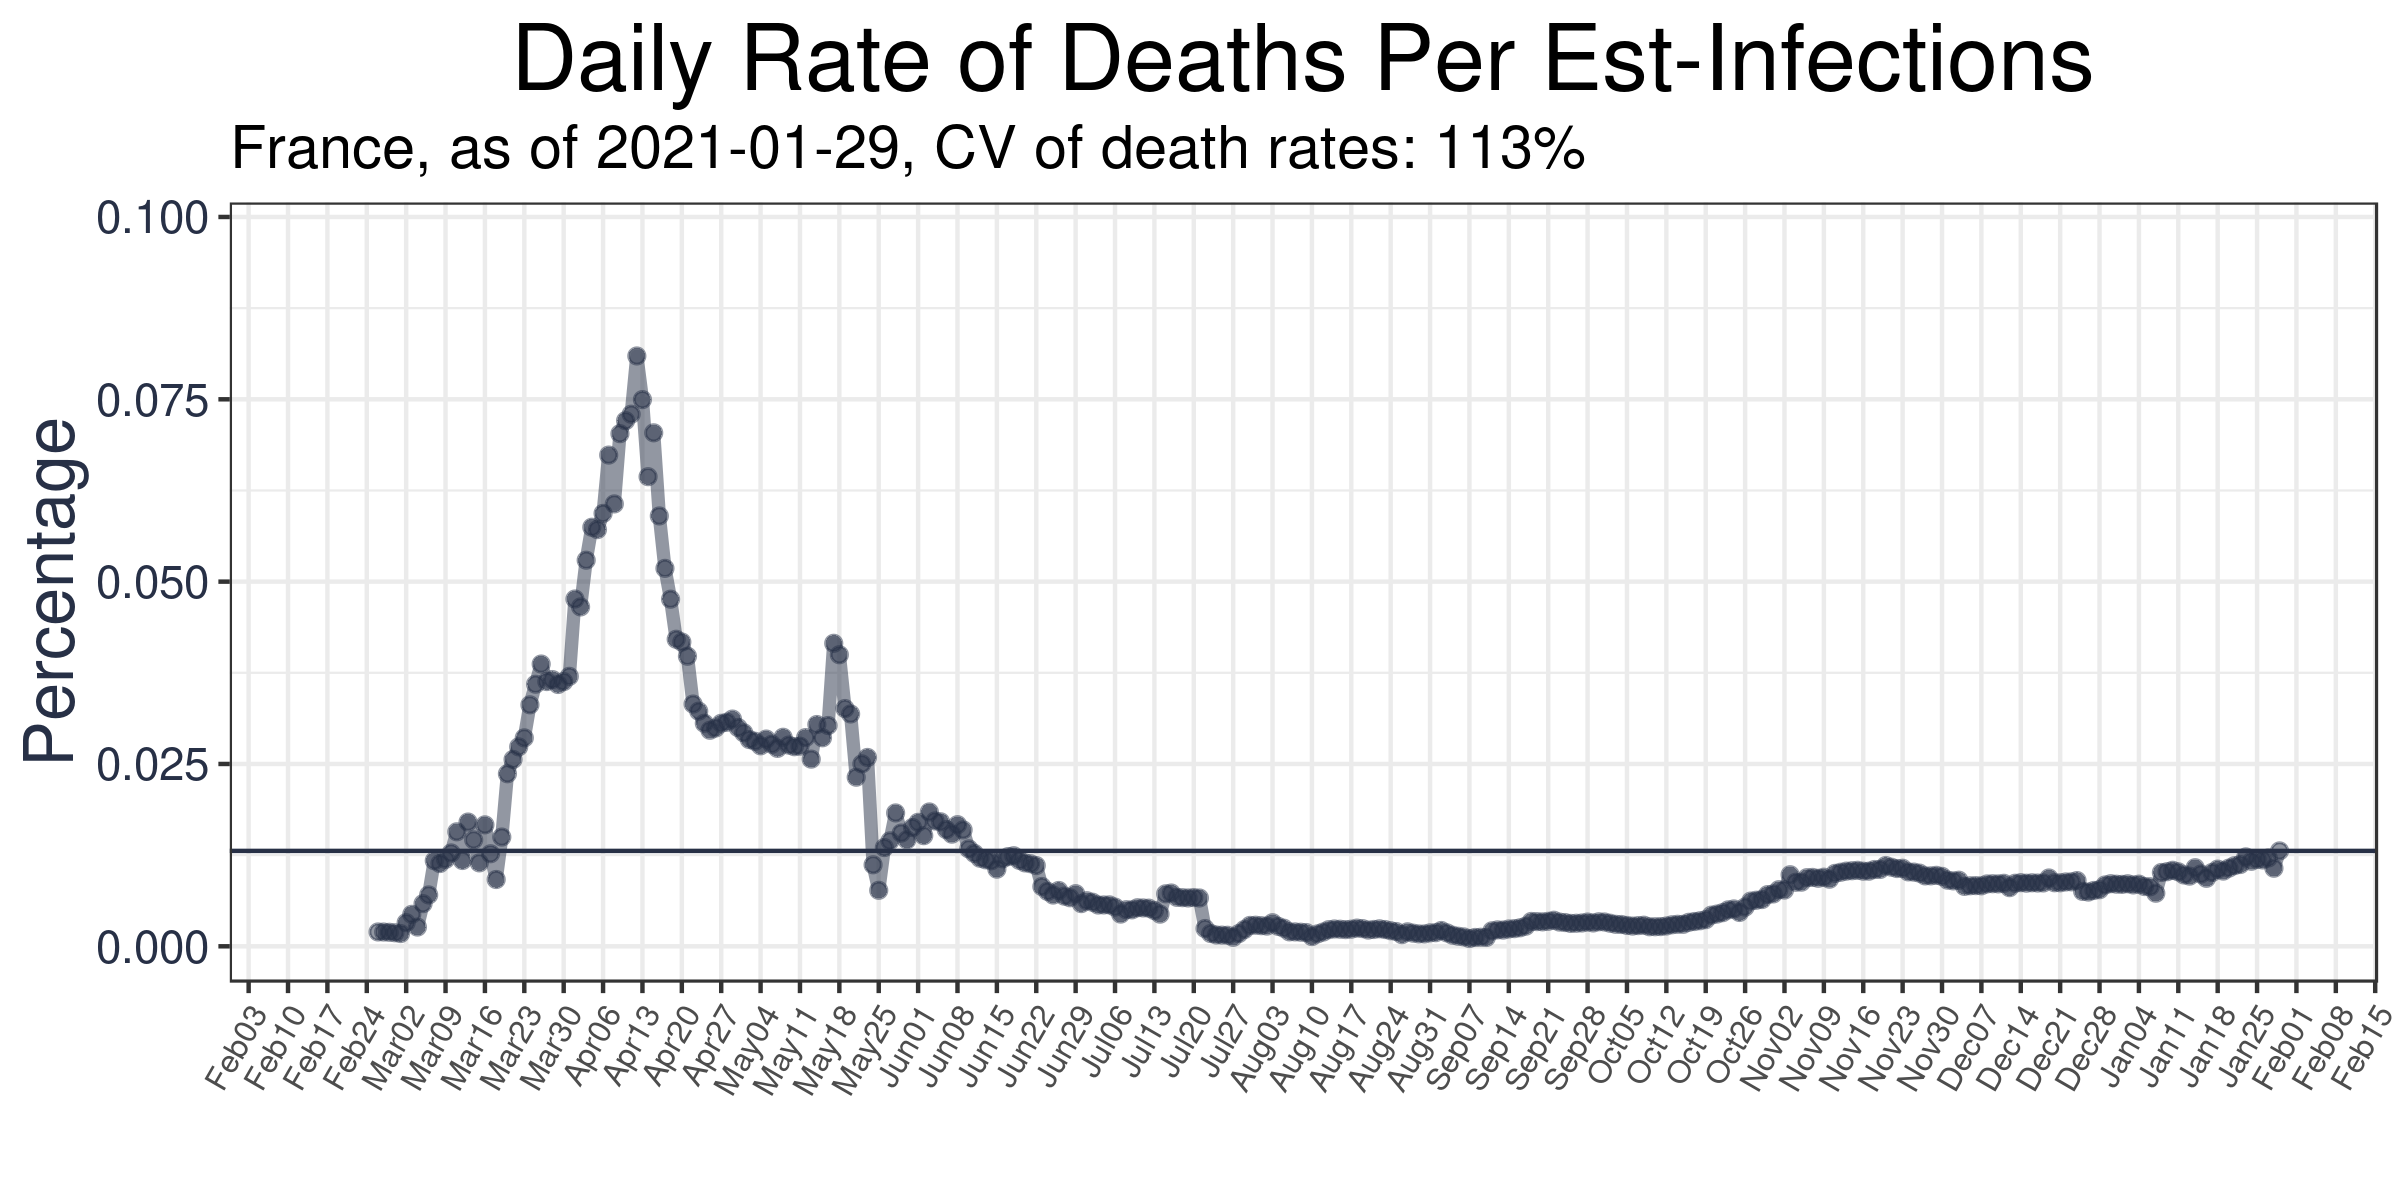 Daily Rate of Deaths Per Est-Infections
France, as of 2021-01-29, CV of death rates: 113%
Percentage
0.100
0.075
0.050
0.025
0.000
Feb03
Feb10
Feb17
Feb24
Mar02
Mar09
Mar16
Mar23
Mar30
Apr06
Apr13
Apr20
Apr27
May04
May11
May18
May25
Jun01
Jun08
Jun15
Jun22
Jun29
Jul06
Jul13
Jul20
Jul27
Aug03
Aug10
Aug17
Aug24
Aug31
Sep07
Sep14
Sep21
Sep28
Oct05
Oct12
Oct19
Oct26
Nov02
Nov09
Nov16
Nov23
Nov30
Dec07
Dec14
Dec21
Dec28
Jan04
Jan11
Jan18
Jan25
Feb01
Feb08
Feb15